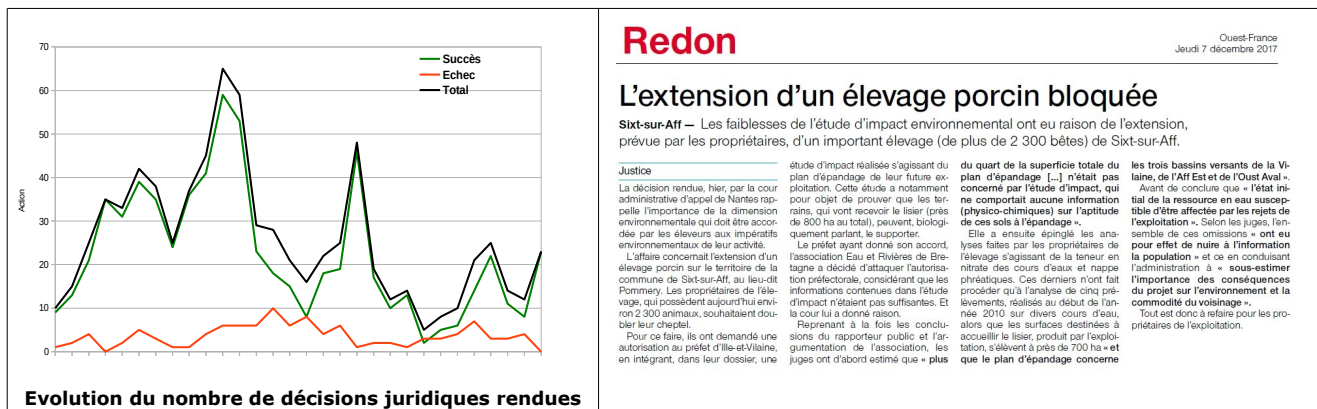 70
60
50
40
30
20
10
0
Action
Succès
Echec
Total
Evolution du nombre de décisions juridiques rendues
Redon
Ouest-France
Jeudi 7 décembre 2017
L'extension d'un élevage porcin bloquée
Sixt-sur-Aff — Les faiblesses de l'étude d'impact environnemental ont eu raison de l'extension,
prévue par les propriétaires, d'un important élevage (de plus de 2 300 bêtes) de Sixt-sur-Aff.
Justice
La décision rendue, hier, par la cour
administrative d'appel de Nantes rap-
pelle l'importance de la dimension
environnementale qui doit être accor-
dée par les éleveurs aux impératifs
environnementaux de leur activité.
L'affaire concernait l'extension d'un
élevage porcin sur le territoire de la
commune de Sixt-sur-Aff, au lieu-dit
Pommery. Les propriétaires de l'éle-
vage, qui possèdent aujourd'hui envi-
ron 2 300 animaux, souhaitaient dou-
bler leur cheptel.
Pour ce faire, ils ont demandé une
autorisation au préfet d'Ille-et-Vilaine,
en intégrant, dans leur dossier, une
étude d'impact réalisée s'agissant du
plan d'épandage de leur future ex-
ploitation. Cette étude a notamment
pour objet de prouver que les ter-
rains, qui vont recevoir le lisier (près
de 800 ha au total), peuvent, biologi-
quement parlant, le supporter.
Le préfet ayant donné son accord,
l'association Eau et Rivières de Bre-
tagne a décidé d'attaquer l'autorisa-
tion préfectorale, considérant que les
informations contenues dans l'étude
d'impact n'étaient pas suffisantes. Et
la cour lui a donné raison.
Reprenant à la fois les conclu-
sions du rapporteur public et l'ar-
gumentation de l'association, les
juges ont d'abord estimé que « plus
du quart de la superficie totale du
plan d'épandage [...] n'était pas
concerné par l'étude d'impact, qui
ne comportait aucune information
(physico-chimiques) sur l'aptitude
de ces sols à l'épandage ».
Elle a ensuite épinglé les ana-
lyses faites par les propriétaires de
l'élevage s'agissant de la teneur en
nitrate des cours d'eaux et nappe
phréatiques. Ces derniers n'ont fait
procéder qu'à l'analyse de cinq pré-
lèvements, réalisés au début de l'an-
née 2010 sur divers cours d'eau,
alors que les surfaces destinées à
accueillir le lisier, produit par l'exploi-
tation, s'élèvent à près de 700 ha « et
que le plan d'épandage concerne
les trois bassins versants de la Vi-
laine, de l'Aff Est et de l'Oust Aval ».
Avant de conclure que « l'état ini-
tial de la ressource en eau suscep-
tible d'être affectée par les rejets de
l'exploitation ». Selon les juges, l'en-
semble de ces omissions « ont eu
pour effet de nuire à l'information
la population » et ce en conduisant
l'administration à « sous-estimer
l'importance des conséquences
du projet sur l'environnement et la
commodité du voisinage ».
Tout est donc à refaire pour les pro-
priétaires de l'exploitation.